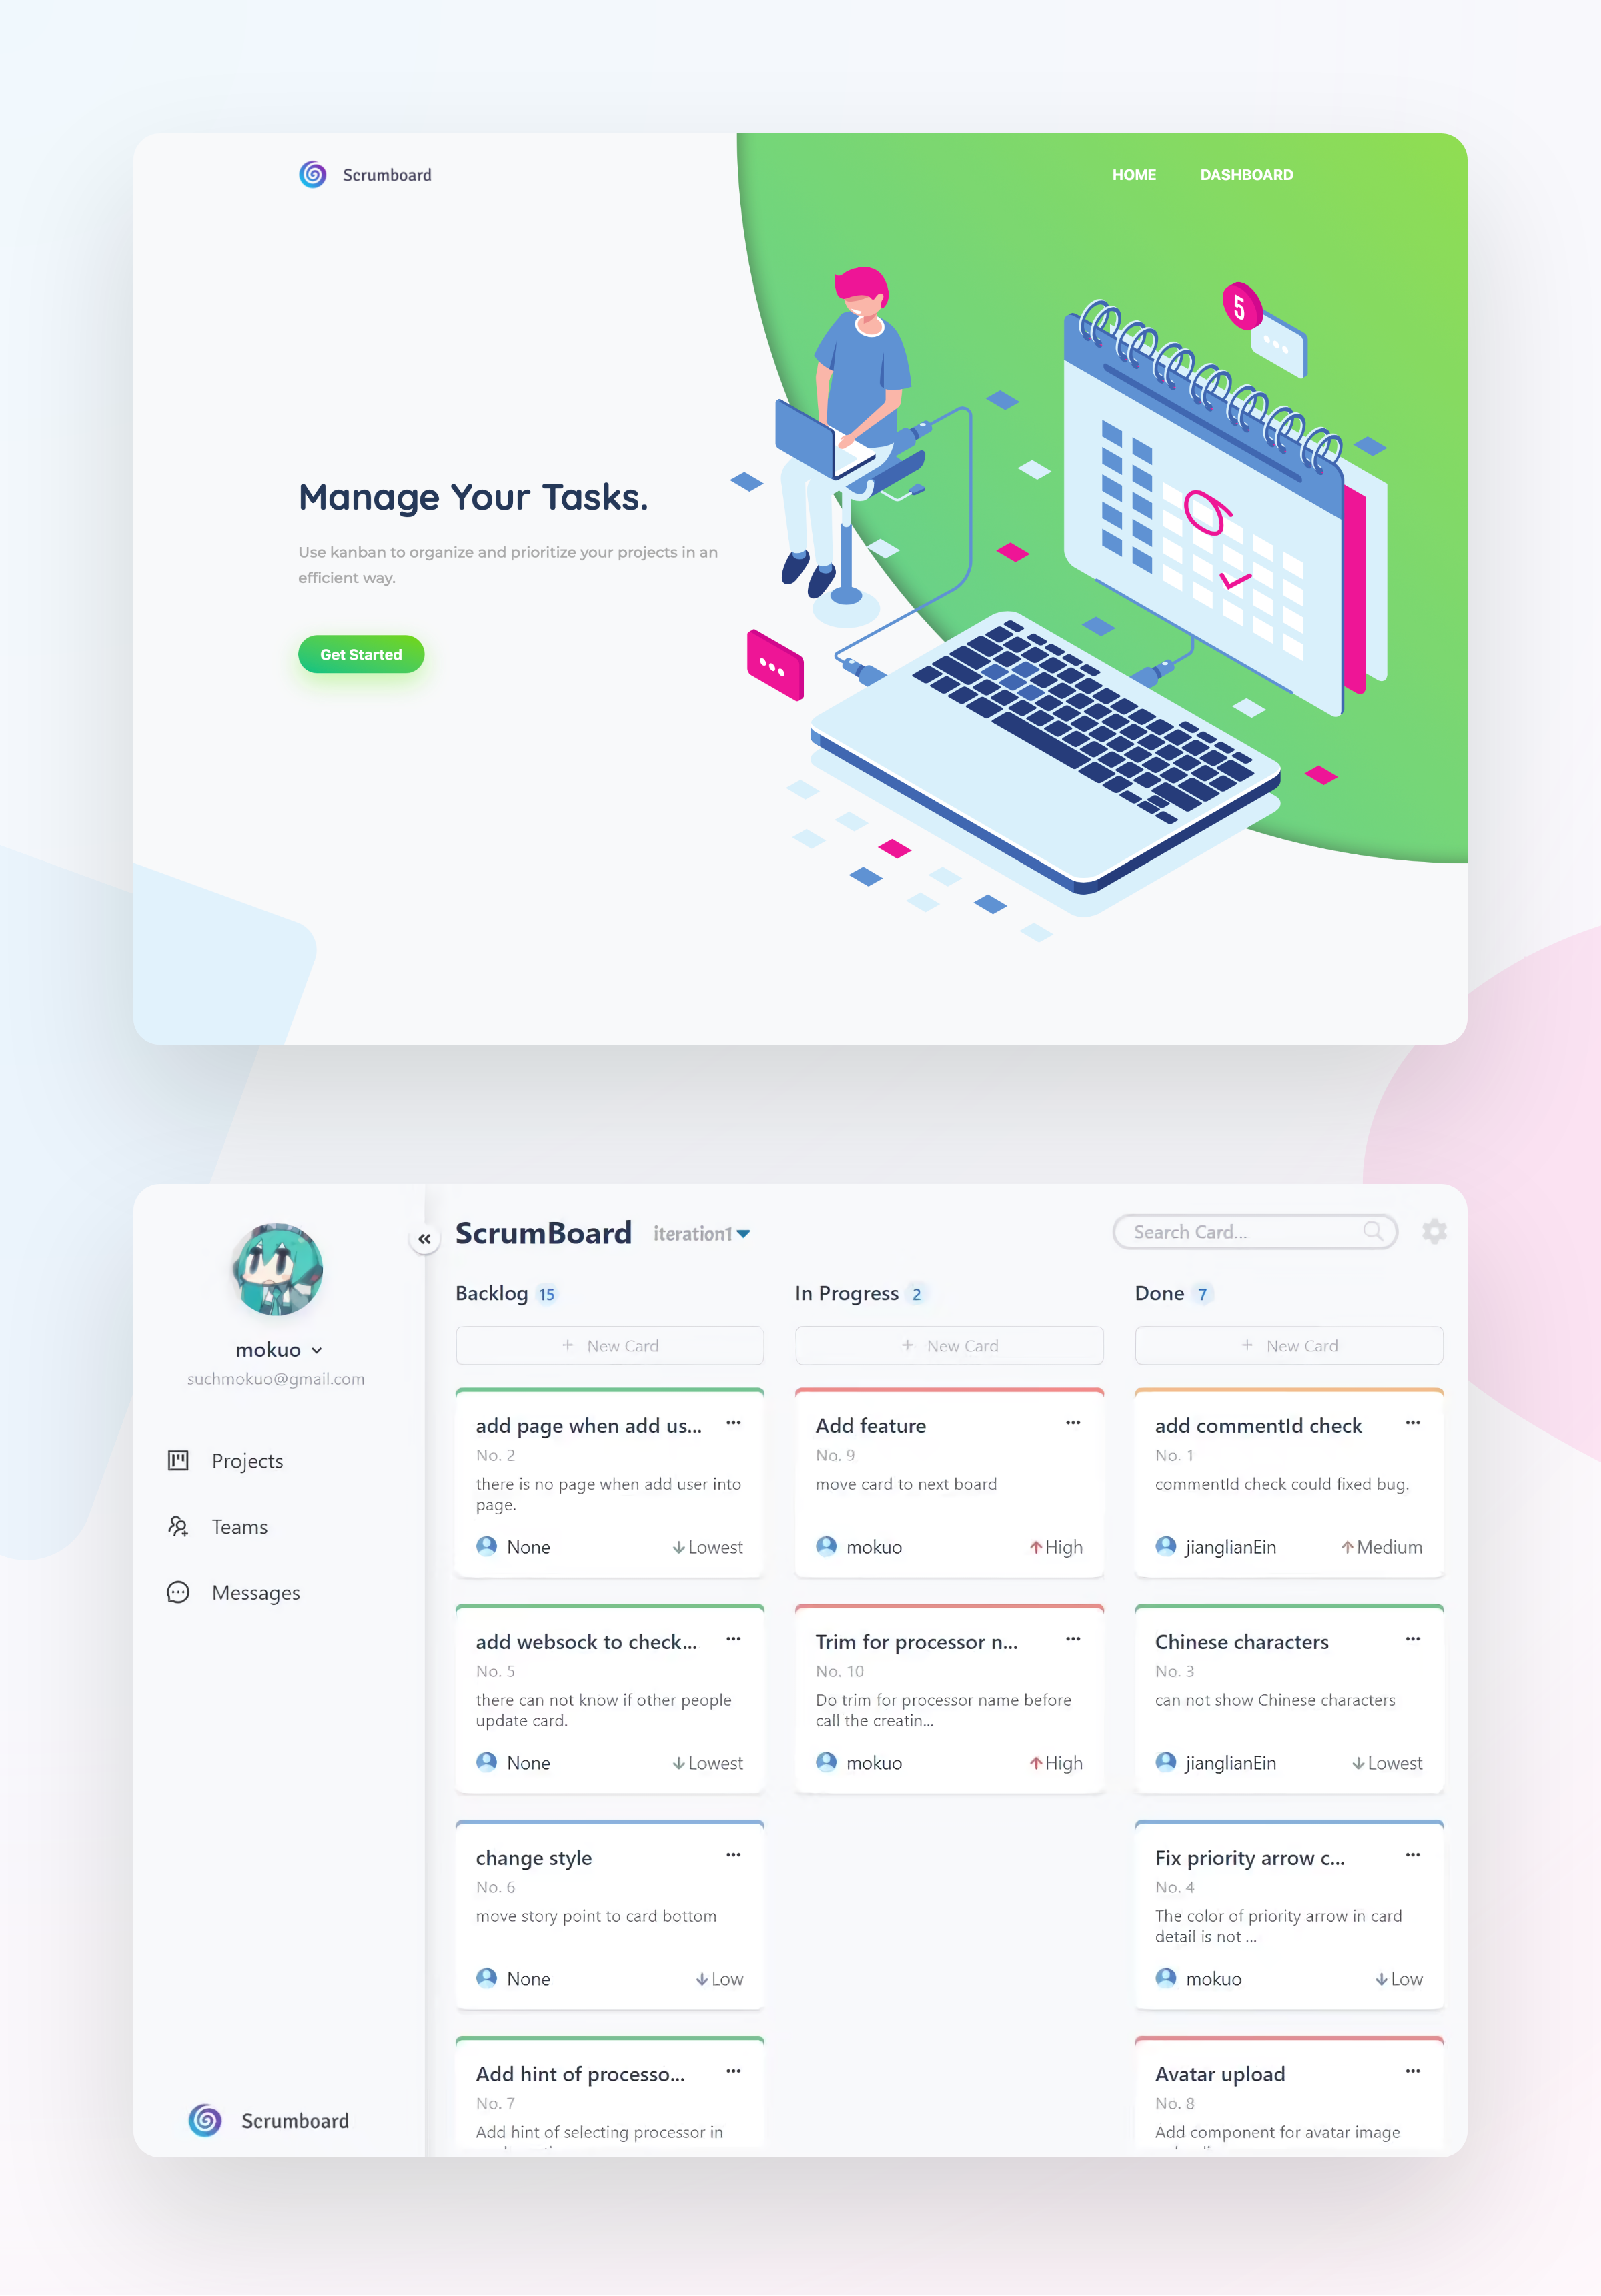 Scrumboard
HOME
DASHBOARD
5
Manage Your Tasks.
Use kanban to organize and prioritize your projects in an
efficient way.
Get Started
mokuo
suchmokuo@gmail.com
Projects
Teams
Messages
Scrumboard
ScrumBoard
iteration1
Search Card...
Backlog 15
+ New Card
add page when add us...
No. 2
there is no page when add user into
page.
None
Lowest
add websock to check...
No. 5
there can not know if other people
update card.
None
Lowest
change style
No. 6
move story point to card bottom
None
Low
Add hint of processo...
No. 7
Add hint of selecting processor in
In Progress 2
+ New Card
Add feature
No. 9
move card to next board
mokuo
High
Trim for processor n...
No. 10
Do trim for processor name before
call the creatin...
mokuo
High
Done 7
+ New Card
add commentId check
No. 1
commentId check could fixed bug.
jianglianEin
Medium
Chinese characters
No. 3
can not show Chinese characters
jianglianEin
Lowest
Fix priority arrow c...
No. 4
The color of priority arrow in card
detail is not ...
mokuo
Low
Avatar upload
No. 8
Add component for avatar image